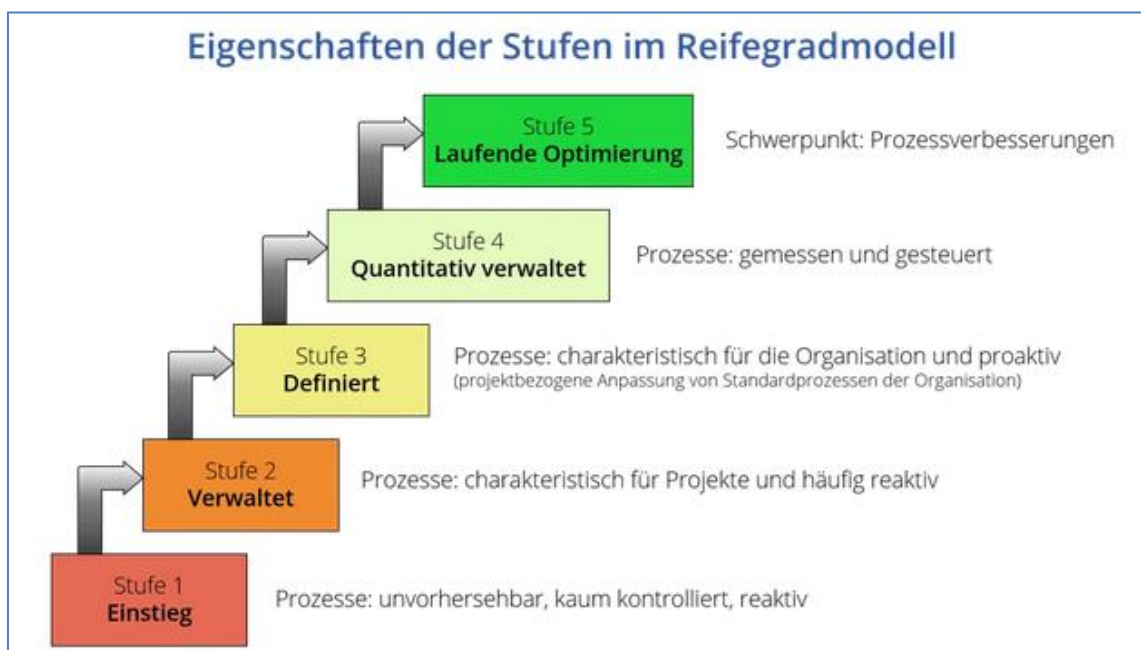 Eigenschaften der Stufen im Reifegradmodell
Stufe 5
Laufende Optimierung
Schwerpunkt: Prozessverbesserungen
Stufe 4
Quantitativ verwaltet
Prozesse: gemessen und gesteuert
Stufe 3
Definiert
Prozesse: charakteristisch für die Organisation und proaktiv
(projektbezogene Anpassung von Standardprozessen der Organisation)
Stufe 2
Verwaltet
Prozesse: charakteristisch für Projekte und häufig reaktiv
Stufe 1
Einstieg
Prozesse: unvorhersehbar, kaum kontrolliert, reaktiv